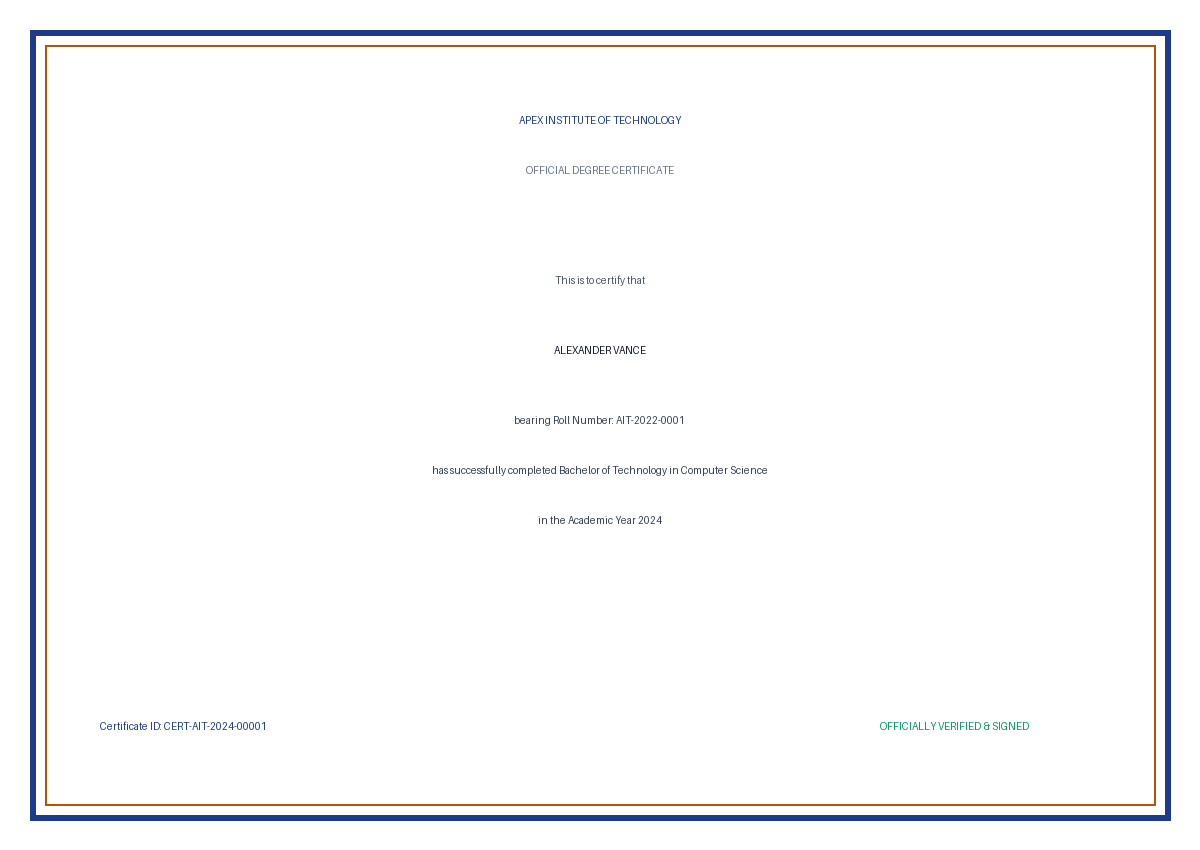 APEX INSTITUTE OF TECHNOLOGY
OFFICIAL DEGREE CERTIFICATE
This is to certify that
ALEXANDER VANCE
bearing Roll Number: AIT-2022-0001
has successfully completed Bachelor of Technology in Computer Science
in the Academic Year 2024
Certificate ID: CERT-AIT-2024-00001
OFFICIALLY VERIFIED & SIGNED